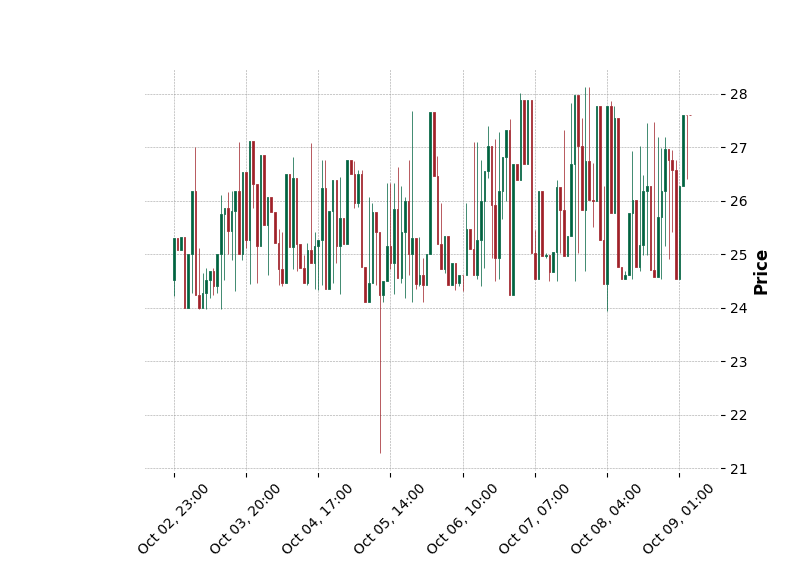 28
27
26
25
24
23
22
21
Price
Oct 02, 23:00
Oct 03, 20:00
Oct 04, 17:00
Oct 05, 14:00
Oct 06, 10:00
Oct 07, 07:00
Oct 08, 04:00
Oct 09, 01:00